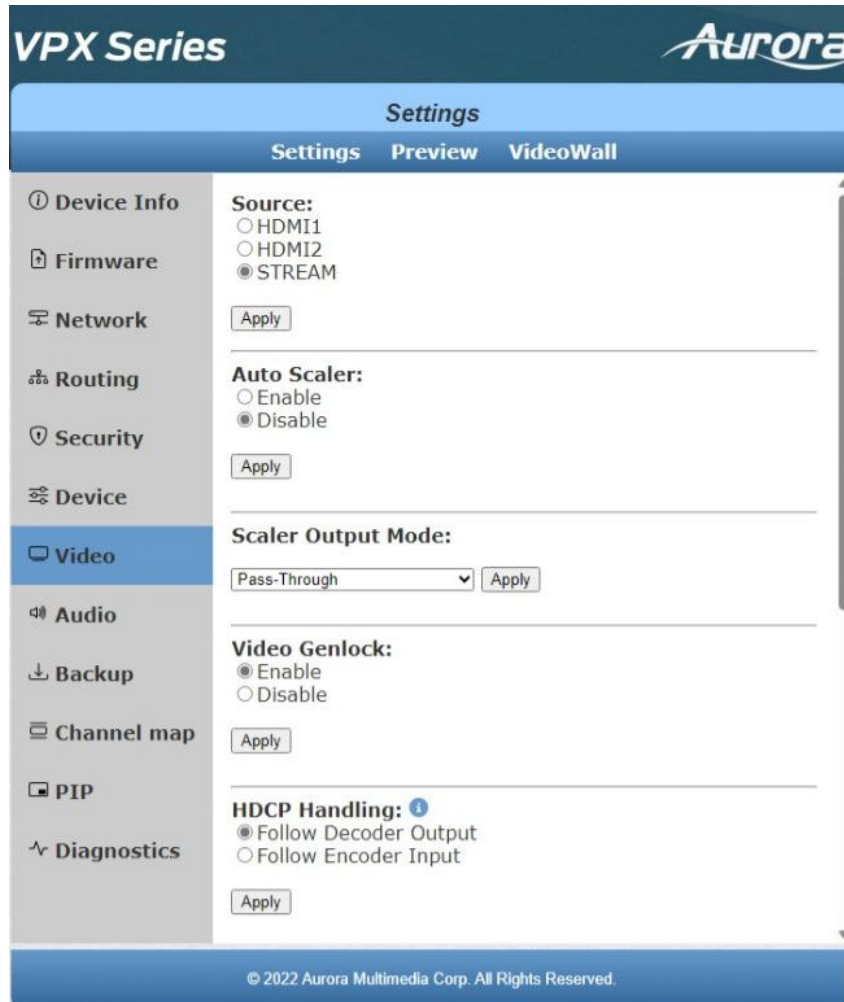 VPX Series
Aurora
Settings
Settings Preview VideoWall
Device Info
Firmware
Network
Routing
Security
Device
Video
Audio
Backup
Channel map
PIP
Diagnostics
Source:
HDMI1
HDMI2
STREAM
Apply
Auto Scaler:
Enable
Disable
Apply
Scaler Output Mode:
Pass-Through Apply
Video Genlock:
Enable
Disable
Apply
HDCP Handling:
Follow Decoder Output
Follow Encoder Input
Apply
© 2022 Aurora Multimedia Corp. All Rights Reserved.